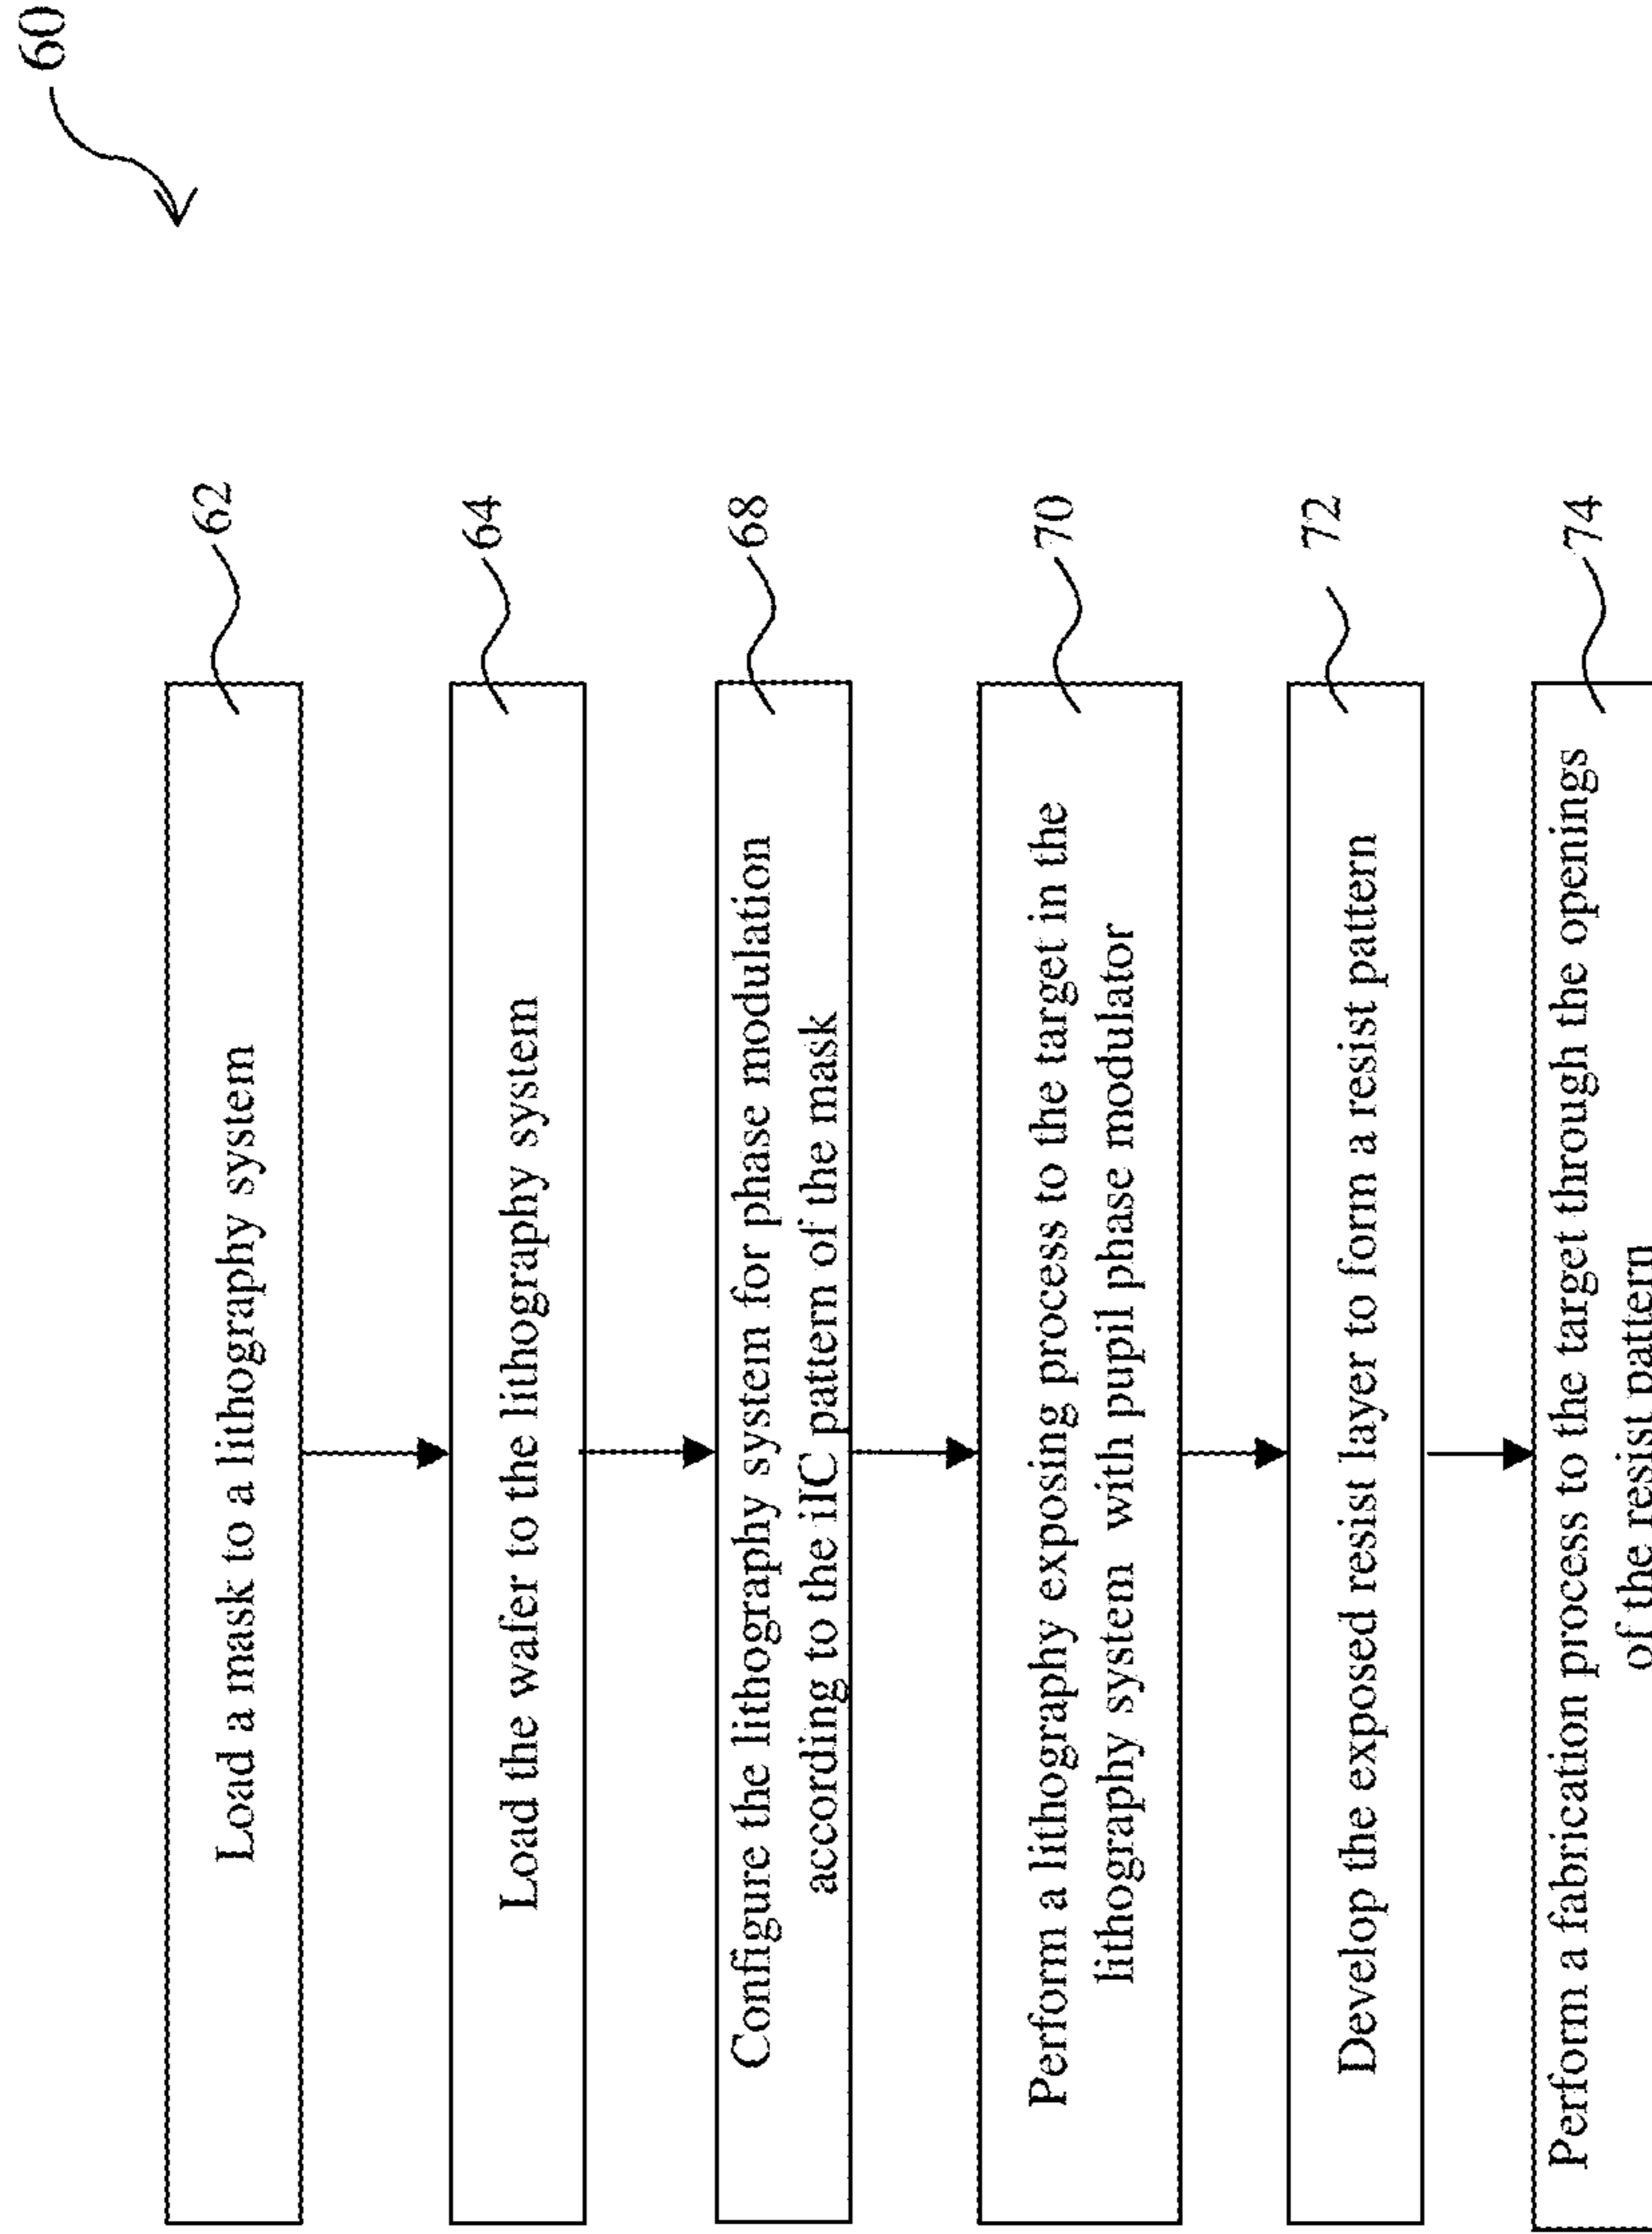 60
Load a mask to a lithography system
62
Load the wafer to the lithography system
64
Configure the lithography system for phase modulation
according to the iIC pattern of the mask
68
Perform a lithography exposing process to the target in the
lithography system with pupil phase modulator
70
Develop the exposed resist layer to form a resist pattern
72
Perform a fabrication process to the target through the openings
of the resist pattern
74